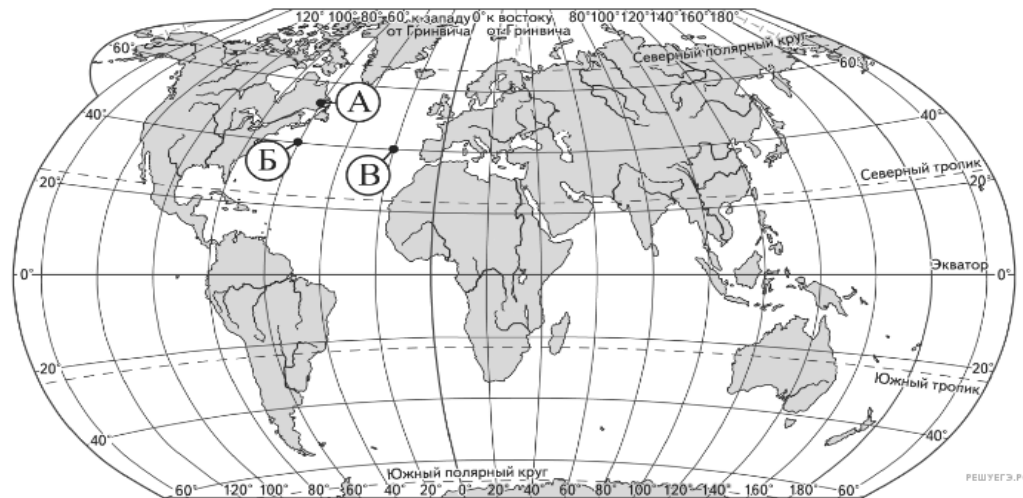 120° 100° 80° 60° к западу 0° к востоку 80° 100° 120° 140° 160° 180°
от Гринвича от Гринвича
Северный полярный круг
60° 60°
А
40° 40°
Б
В
Северный тропик
20° 20°
Экватор
0° 0°
20° 20°
Южный тропик
40° 40°
Южный полярный круг
60° 120° 100° 80° 60° 40° 20° 0° 20° 40° 60° 80° 100° 120° 140° 160° 180° 60°
РЕШУЕГЭ.Р